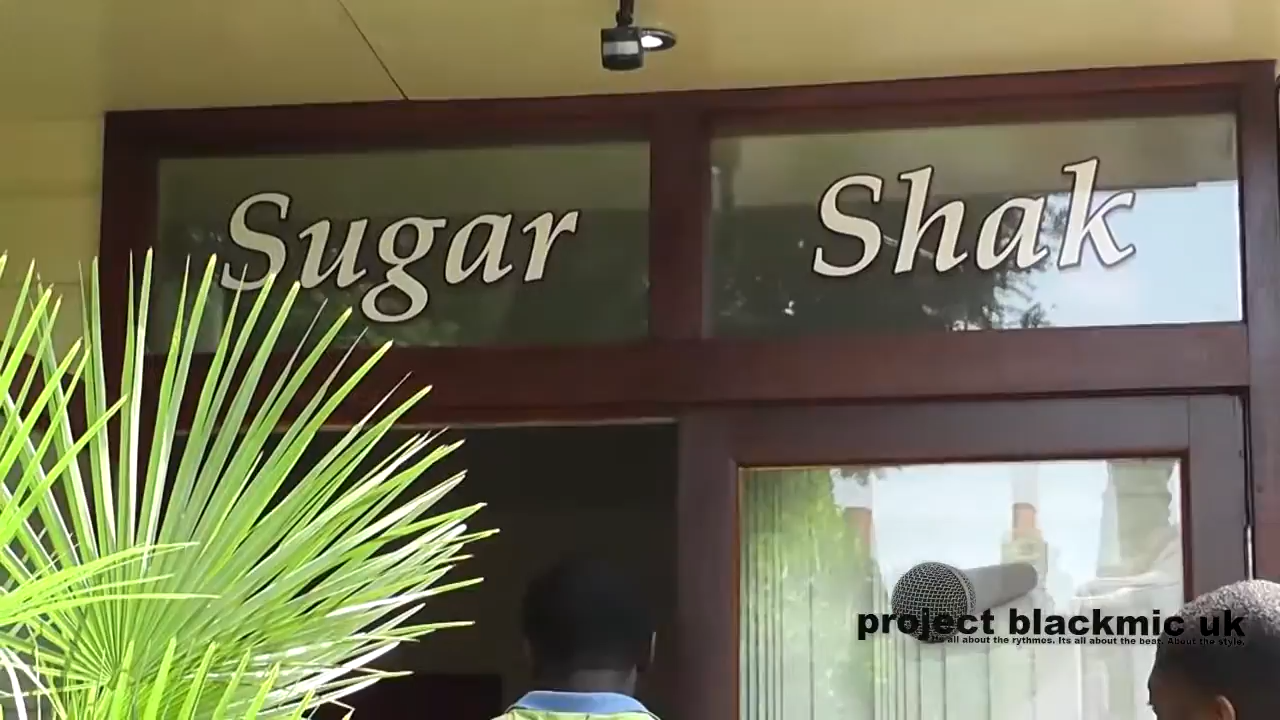 Sugar Shak
project blackmic uk
Its all about the rythmos. Its all about the beat. About the style.